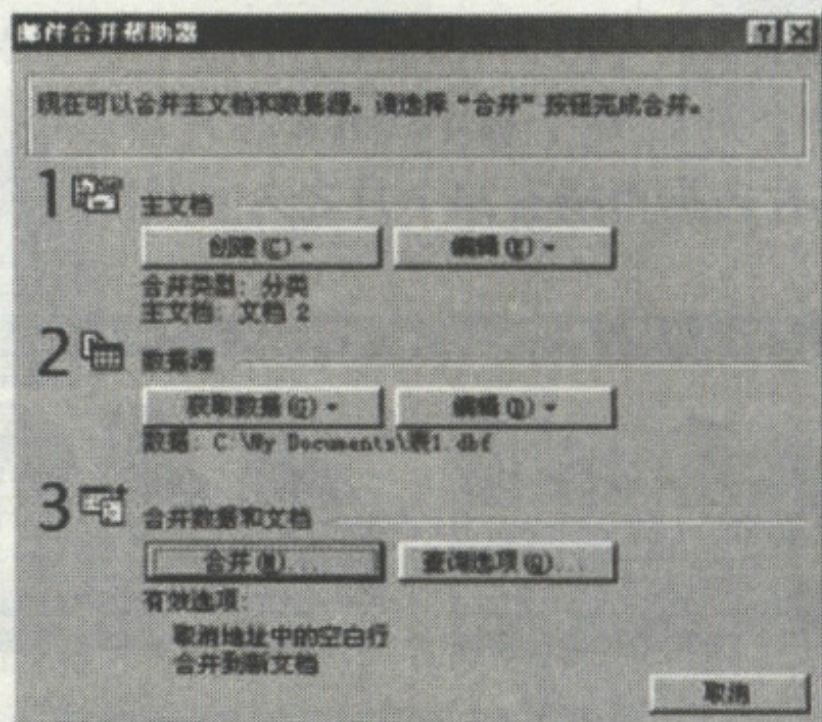 邮件合并帮助器
现在可以合并主文档和数据源。请选择“合并”按钮完成合并。
1 主文档
创建(C) 编辑(E)
合并类型: 分类
主文档: 文档 2
2 数据源
获取数据(G) 编辑(D)
数据: C:\My Documents\表1.dbf
3 合并数据和文档
合并(M)... 查询选项(Q)...
有效选项:
取消地址中的空白行
合并到新文档
取消